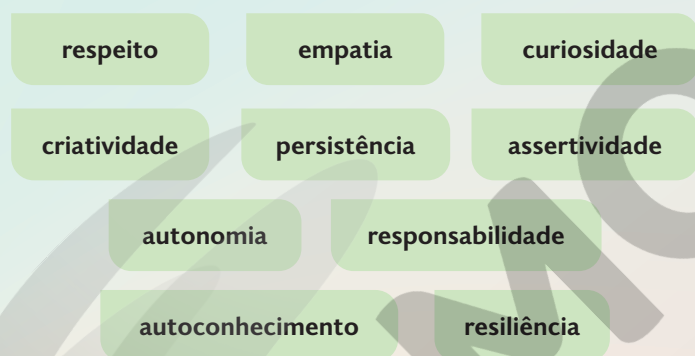 respeito empatia curiosidade
criatividade persistência assertividade
autonomia responsabilidade
autoconhecimento resiliência